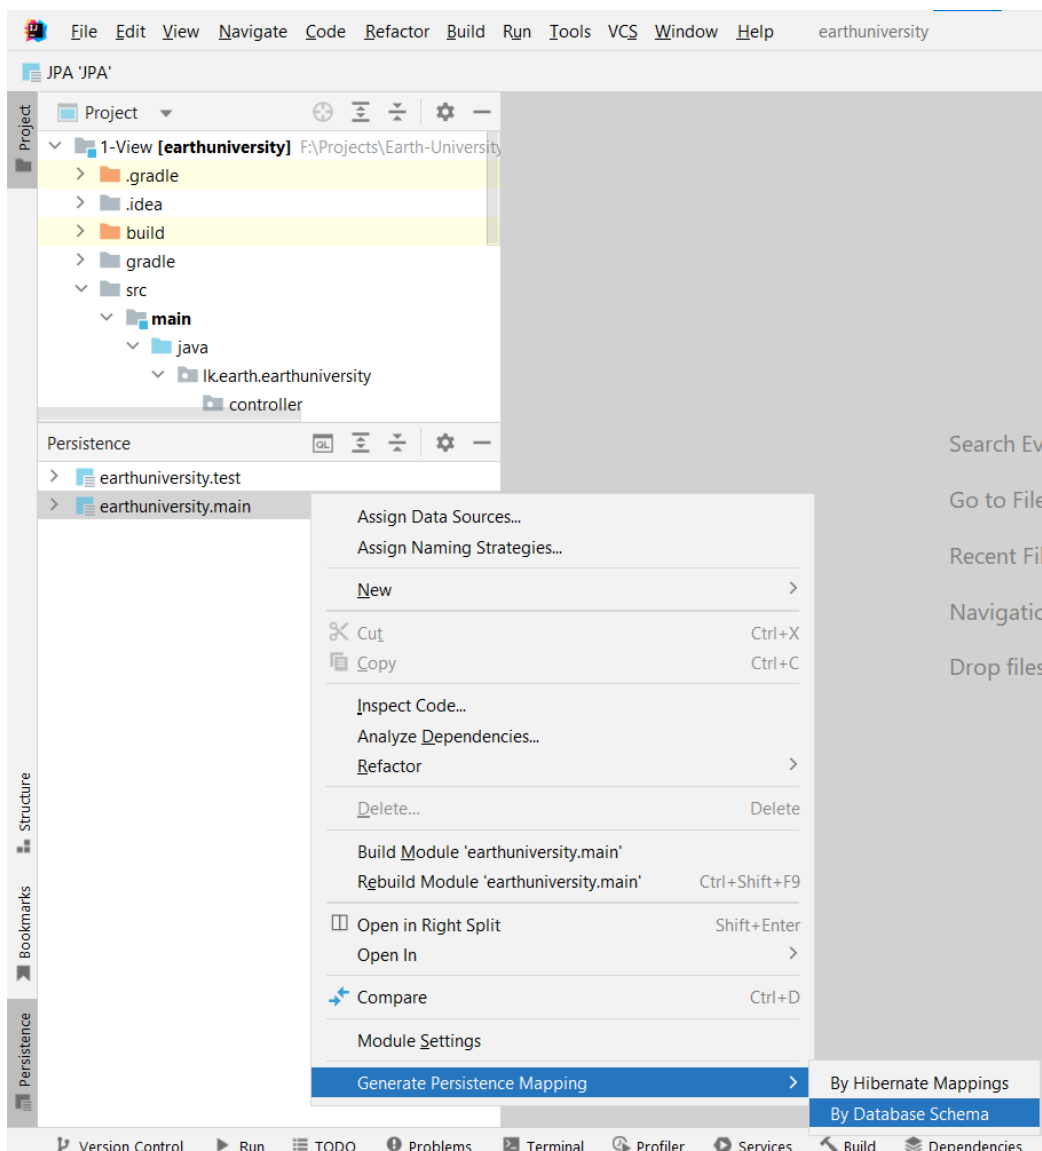 File Edit View Navigate Code Refactor Build Run Tools VCS Window Help earthuniversity
JPA 'JPA'
Project
Project
1-View [earthuniversity] F:\Projects\Earth-University
.gradle
.idea
build
gradle
src
main
java
lk.earth.earthuniversity
controller
Persistence
QL
earthuniversity.test
earthuniversity.main
Assign Data Sources...
Assign Naming Strategies...
New
Cut Ctrl+X
Copy Ctrl+C
Inspect Code...
Analyze Dependencies...
Refactor
Delete... Delete
Build Module 'earthuniversity.main'
Rebuild Module 'earthuniversity.main' Ctrl+Shift+F9
Open in Right Split Shift+Enter
Open In
Compare Ctrl+D
Module Settings
Generate Persistence Mapping
By Hibernate Mappings
By Database Schema
Search Ev
Go to File
Recent Fi
Navigatio
Drop files
Structure
Bookmarks
Persistence
Version Control Run TODO Problems Terminal Profiler Services Build Dependencies